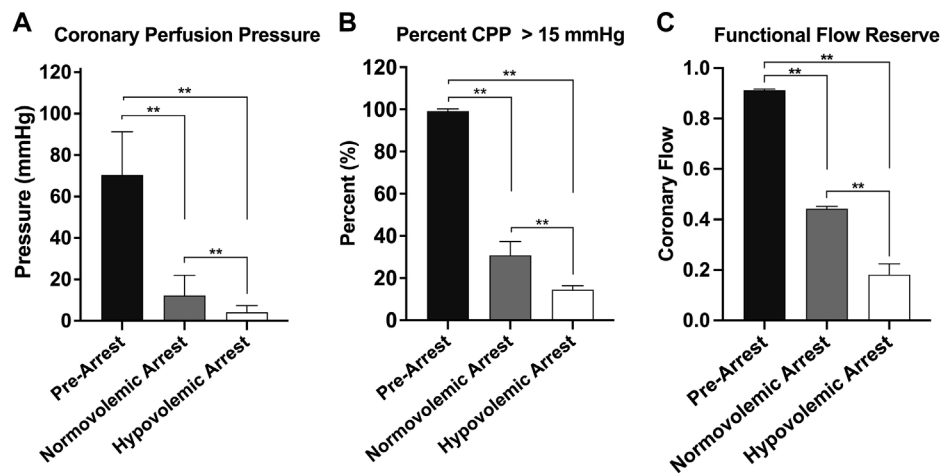 A
Coronary Perfusion Pressure
Pressure (mmHg)
120
100
80
60
40
20
0
**
**
**
Pre-Arrest
Normovolemic Arrest
Hypovolemic Arrest
B
Percent CPP > 15 mmHg
Percent (%)
120
100
80
60
40
20
0
**
**
**
Pre-Arrest
Normovolemic Arrest
Hypovolemic Arrest
C
Functional Flow Reserve
Coronary Flow
1.0
0.8
0.6
0.4
0.2
0.0
**
**
**
Pre-Arrest
Normovolemic Arrest
Hypovolemic Arrest